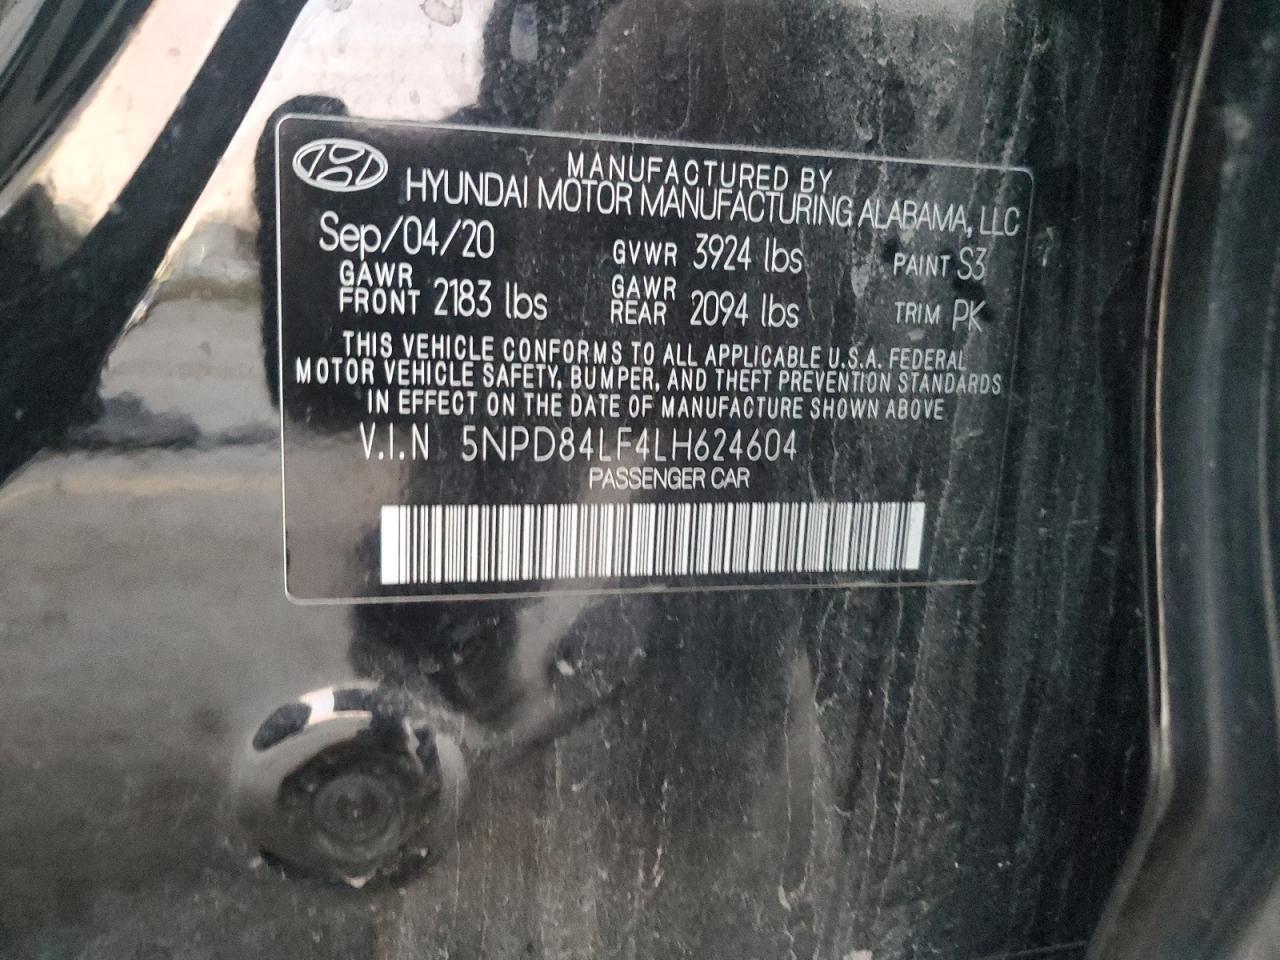 MANUFACTURED BY
HYUNDAI MOTOR MANUFACTURING ALABAMA, LLC
Sep/04/20 GVWR 3924 lbs PAINT S3
GAWR FRONT 2183 lbs GAWR REAR 2094 lbs TRIM PK
THIS VEHICLE CONFORMS TO ALL APPLICABLE U.S.A. FEDERAL
MOTOR VEHICLE SAFETY, BUMPER, AND THEFT PREVENTION STANDARDS
IN EFFECT ON THE DATE OF MANUFACTURE SHOWN ABOVE
V.I.N 5NPD84LF4LH624604
PASSENGER CAR